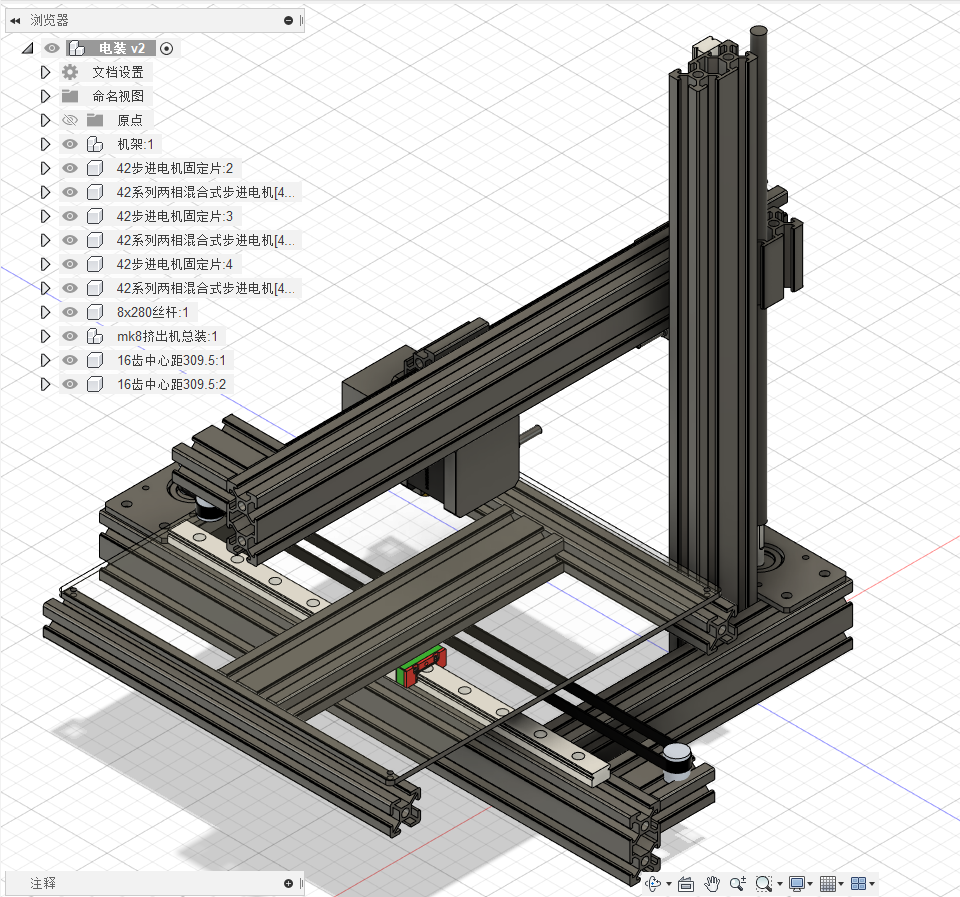 浏览器
电装 v2
文档设置
命名视图
原点
机架:1
42步进电机固定片:2
42系列两相混合式步进电机[4...
42步进电机固定片:3
42系列两相混合式步进电机[4...
42步进电机固定片:4
42系列两相混合式步进电机[4...
8x280丝杆:1
mk8挤出机总装:1
16齿中心距309.5:1
16齿中心距309.5:2
注释